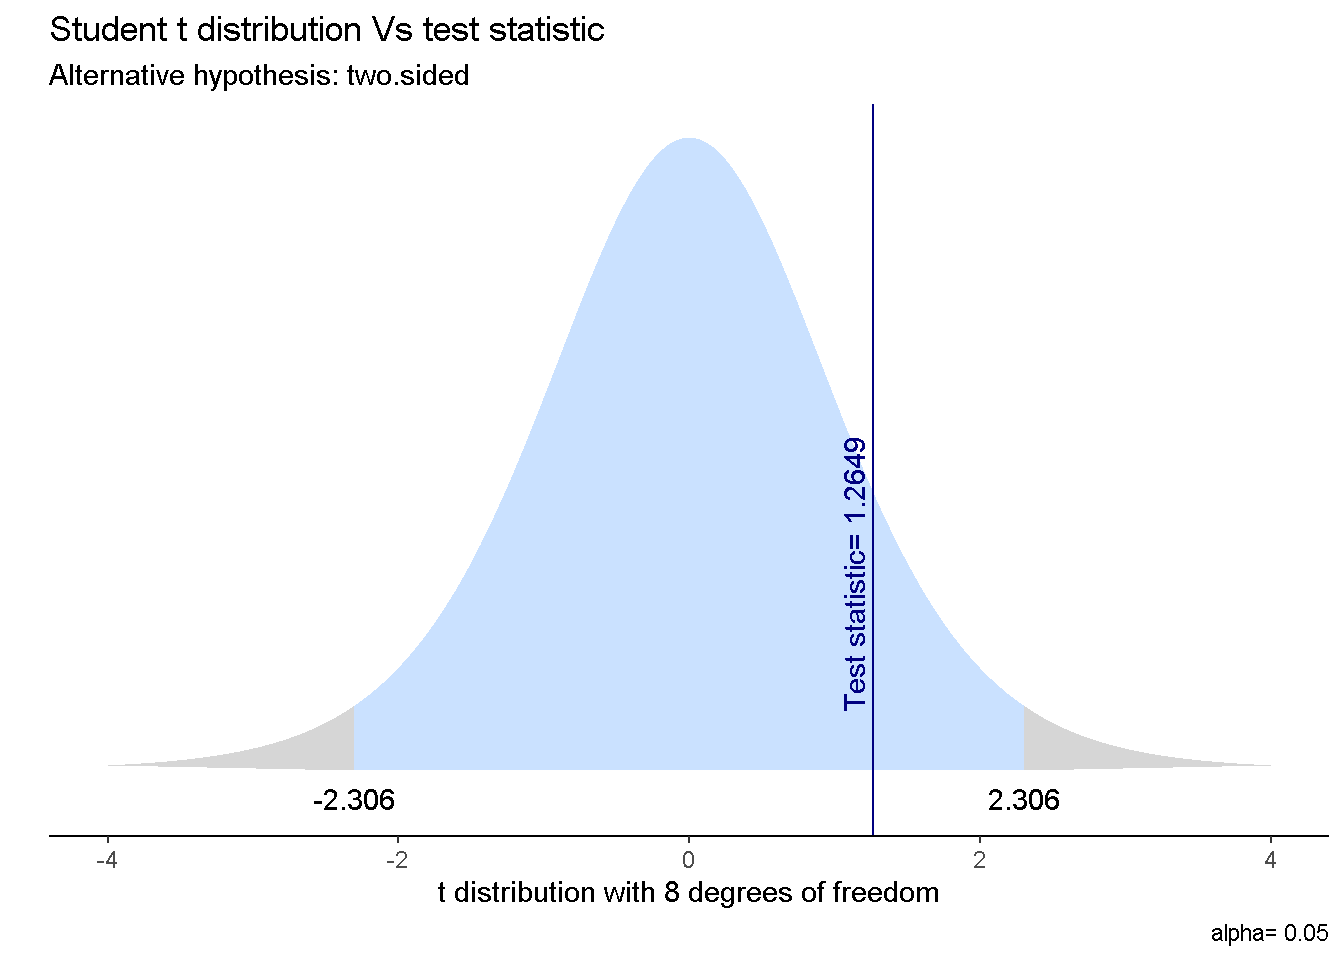 Student t distribution Vs test statistic
Alternative hypothesis: two.sided
Test statistic= 1.2649
-2.306
2.306
-4
-2
0
2
4
t distribution with 8 degrees of freedom
alpha= 0.05